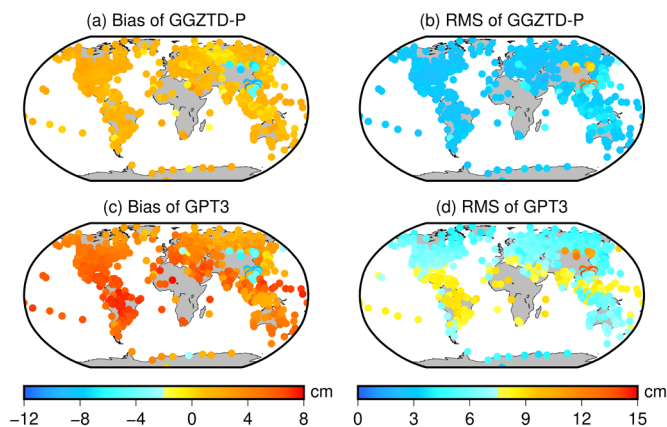 (a) Bias of GGZTD-P
(b) RMS of GGZTD-P
(c) Bias of GPT3
(d) RMS of GPT3
cm
−12 −8 −4 0 4 8
cm
0 3 6 9 12 15